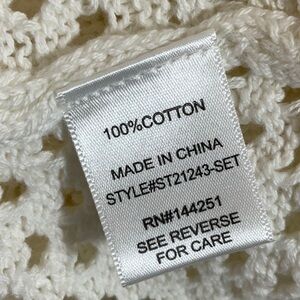 100%COTTON
MADE IN CHINA
STYLE#ST21243-SET
RN#144251
SEE REVERSE
FOR CARE